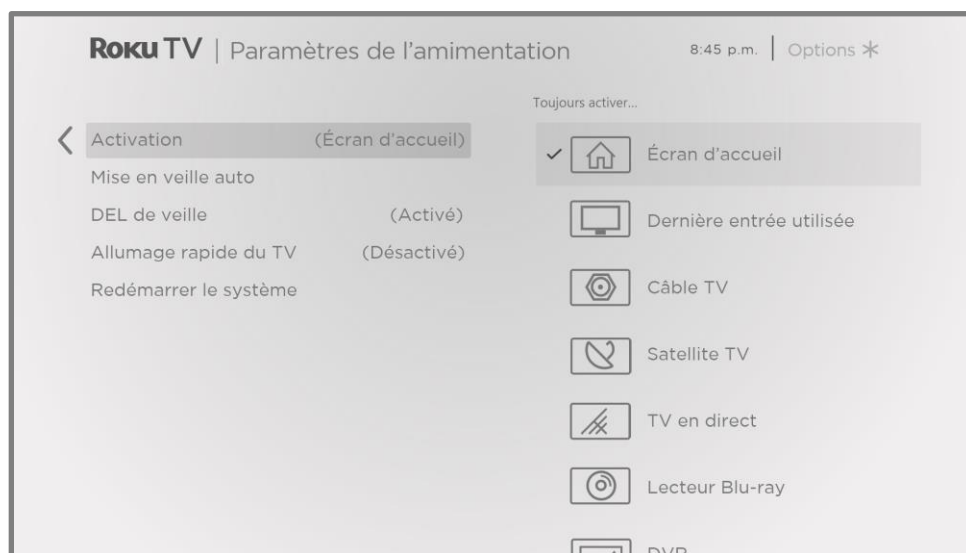 Roku TV | Paramètres de l'amimentation
8:45 p.m. | Options
Toujours activer...
Activation (Écran d'accueil)
Mise en veille auto
DEL de veille (Activé)
Allumage rapide du TV (Désactivé)
Redémarrer le système
Écran d'accueil
Dernière entrée utilisée
Câble TV
Satellite TV
TV en direct
Lecteur Blu-ray
DVR